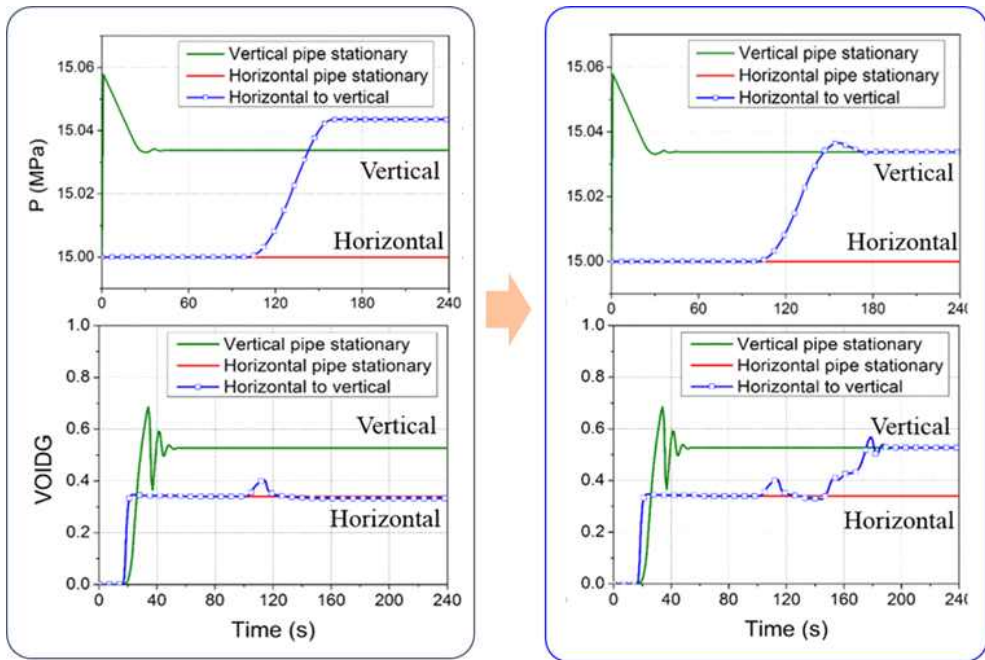 P (MPa)
15.06
15.04
15.02
15.00
Vertical pipe stationary
Horizontal pipe stationary
Horizontal to vertical
Vertical
Horizontal
0
60
120
180
240
VOIDG
1.0
0.8
0.6
0.4
0.2
0.0
Vertical pipe stationary
Horizontal pipe stationary
Horizontal to vertical
Vertical
Horizontal
0
40
80
120
160
200
240
Time (s)
15.06
15.04
15.02
15.00
Vertical pipe stationary
Horizontal pipe stationary
Horizontal to vertical
Vertical
Horizontal
0
60
120
180
240
1.0
0.8
0.6
0.4
0.2
0.0
Vertical pipe stationary
Horizontal pipe stationary
Horizontal to vertical
Vertical
Horizontal
0
40
80
120
160
200
240
Time (s)